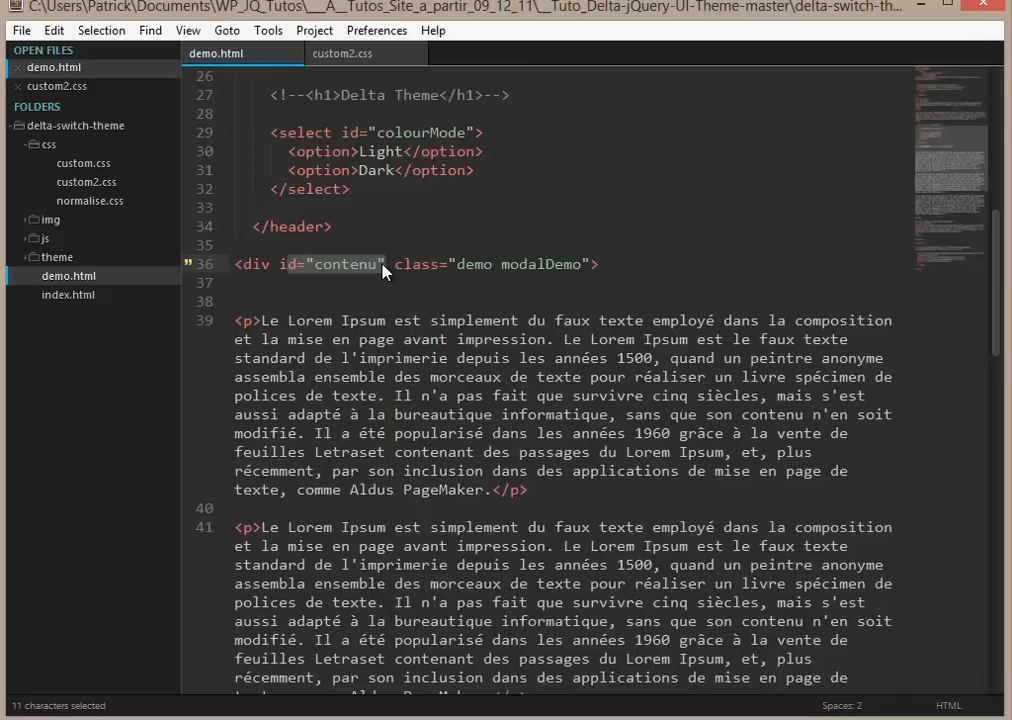 C:\Users\Patrick\Documents\WP_JQ_Tutos\___A__Tutos_Site_a_partir_09_12_11\__Tuto_Delta-jQuery-UI-Theme-master\delta-switch-th...
File Edit Selection Find View Goto Tools Project Preferences Help
OPEN FILES
demo.html
custom2.css
FOLDERS
delta-switch-theme
css
custom.css
custom2.css
normalise.css
img
js
theme
demo.html
index.html
demo.html custom2.css
26
27 <!--<h1>Delta Theme</h1>-->
28
29 <select id="colourMode">
30 <option>Light</option>
31 <option>Dark</option>
32 </select>
33
34 </header>
35
36 <div id="contenu" class="demo modalDemo">
37
38
39 <p>Le Lorem Ipsum est simplement du faux texte employé dans la composition
et la mise en page avant impression. Le Lorem Ipsum est le faux texte
standard de l'imprimerie depuis les années 1500, quand un peintre anonyme
assembla ensemble des morceaux de texte pour réaliser un livre spécimen de
polices de texte. Il n'a pas fait que survivre cinq siècles, mais s'est
aussi adapté à la bureautique informatique, sans que son contenu n'en soit
modifié. Il a été popularisé dans les années 1960 grâce à la vente de
feuilles Letraset contenant des passages du Lorem Ipsum, et, plus
récemment, par son inclusion dans des applications de mise en page de
texte, comme Aldus PageMaker.</p>
40
41 <p>Le Lorem Ipsum est simplement du faux texte employé dans la composition
et la mise en page avant impression. Le Lorem Ipsum est le faux texte
standard de l'imprimerie depuis les années 1500, quand un peintre anonyme
assembla ensemble des morceaux de texte pour réaliser un livre spécimen de
polices de texte. Il n'a pas fait que survivre cinq siècles, mais s'est
aussi adapté à la bureautique informatique, sans que son contenu n'en soit
modifié. Il a été popularisé dans les années 1960 grâce à la vente de
feuilles Letraset contenant des passages du Lorem Ipsum, et, plus
récemment, par son inclusion dans des applications de mise en page de
11 characters selected
Spaces: 2
HTML